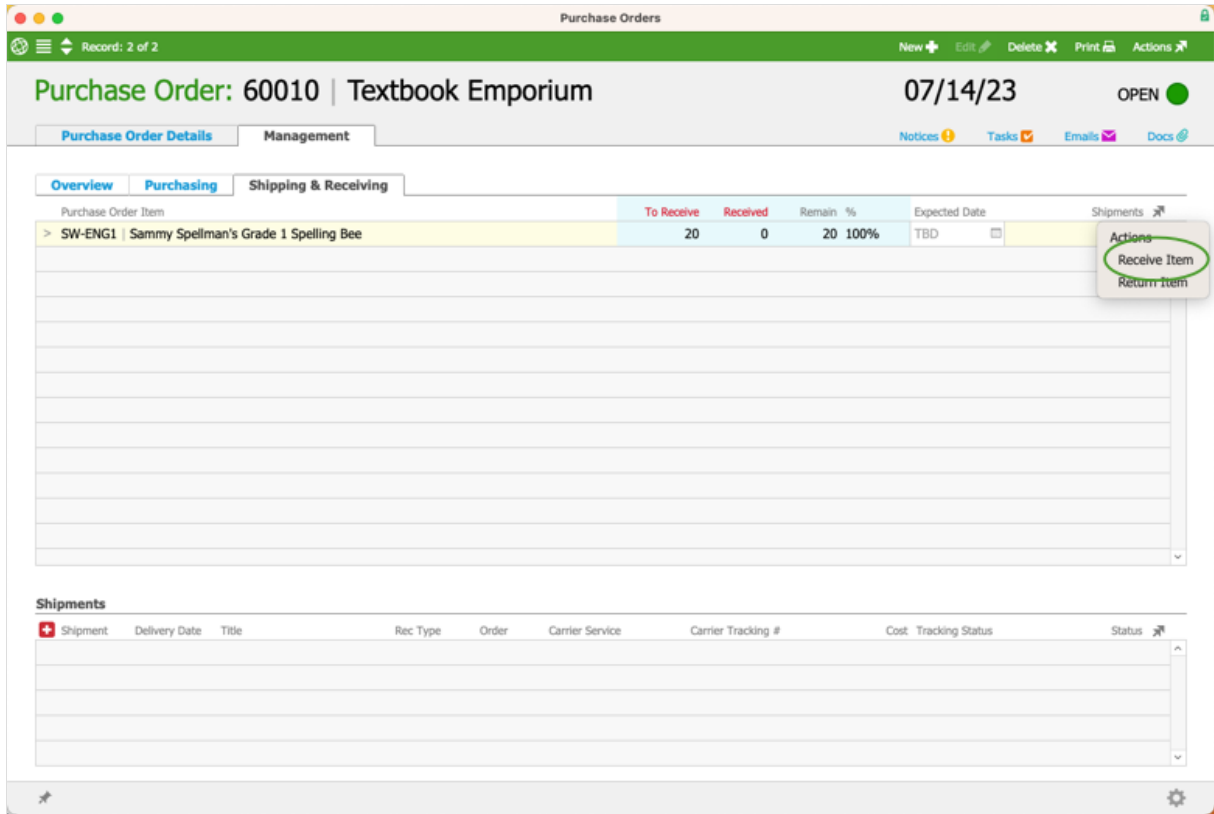 Purchase Orders
Record: 2 of 2 New Edit Delete Print Actions
Purchase Order: 60010 | Textbook Emporium 07/14/23 OPEN
Purchase Order Details Management Notices Tasks Emails Docs
Overview Purchasing Shipping & Receiving
Purchase Order Item To Receive Received Remain % Expected Date Shipments
> SW-ENG1 | Sammy Spellman's Grade 1 Spelling Bee 20 0 20 100% TBD
Actions
Receive Item
Return Item
Shipments
Shipment Delivery Date Title Rec Type Order Carrier Service Carrier Tracking # Cost Tracking Status Status